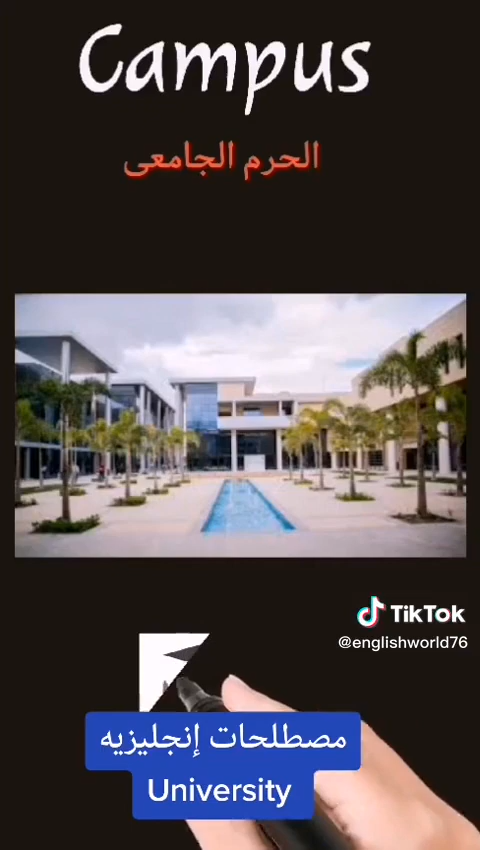 Campus
الحرم الجامعى
TikTok
@englishworld76
مصطلحات إنجليزيه
University